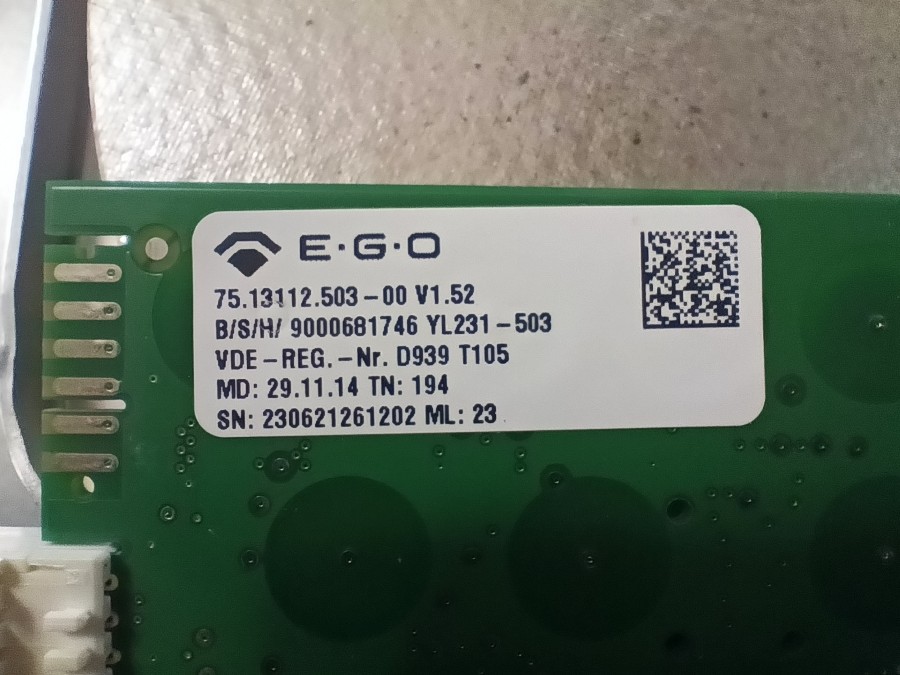 E·G·O
75.13112.503-00 V1.52
B/S/H/ 9000681746 YL231-503
VDE-REG.-Nr. D939 T105
MD: 29.11.14 TN: 194
SN: 230621261202 ML: 23